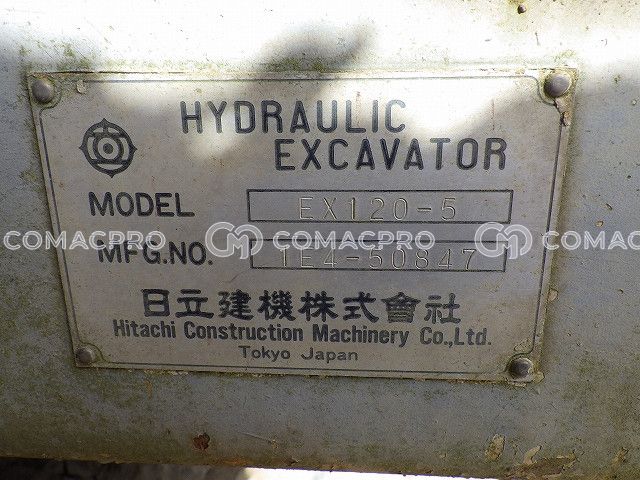 HYDRAULIC
EXCAVATOR
MODEL EX120-5
COMACPRO COMACPRO COMACPRO
MFG.NO. 1E4-50847
日立建機株式會社
Hitachi Construction Machinery Co.,Ltd.
Tokyo Japan